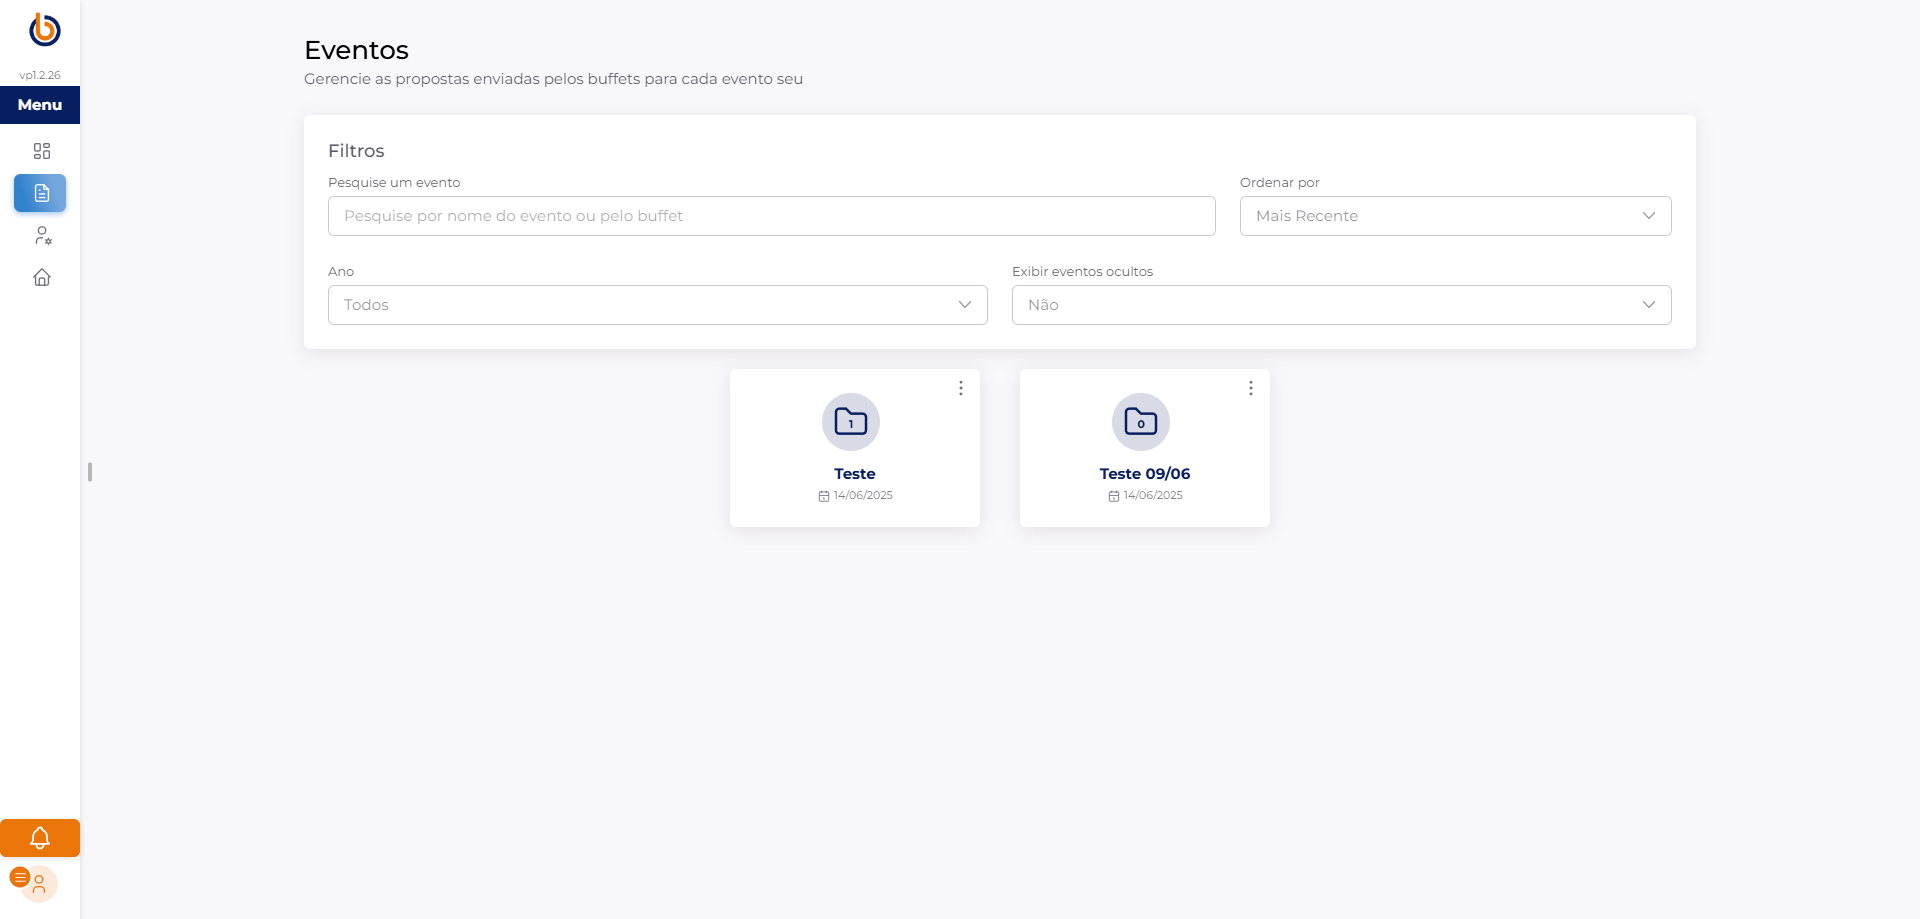 vp1.2.26
Menu
Eventos
Gerencie as propostas enviadas pelos buffets para cada evento seu
Filtros
Pesquise um evento
Ordenar por
Pesquise por nome do evento ou pelo buffet
Mais Recente
Ano
Exibir eventos ocultos
Todos
Não
1
Teste
14/06/2025
0
Teste 09/06
14/06/2025